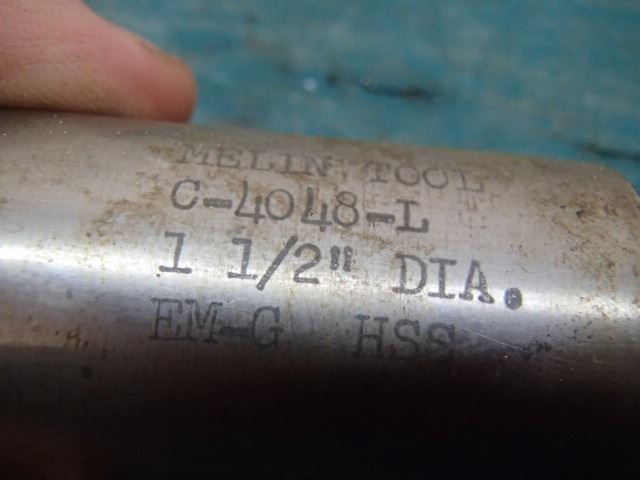 MELIN TOOL
C-4048-L
1 1/2" DIA.
EM-G HSS